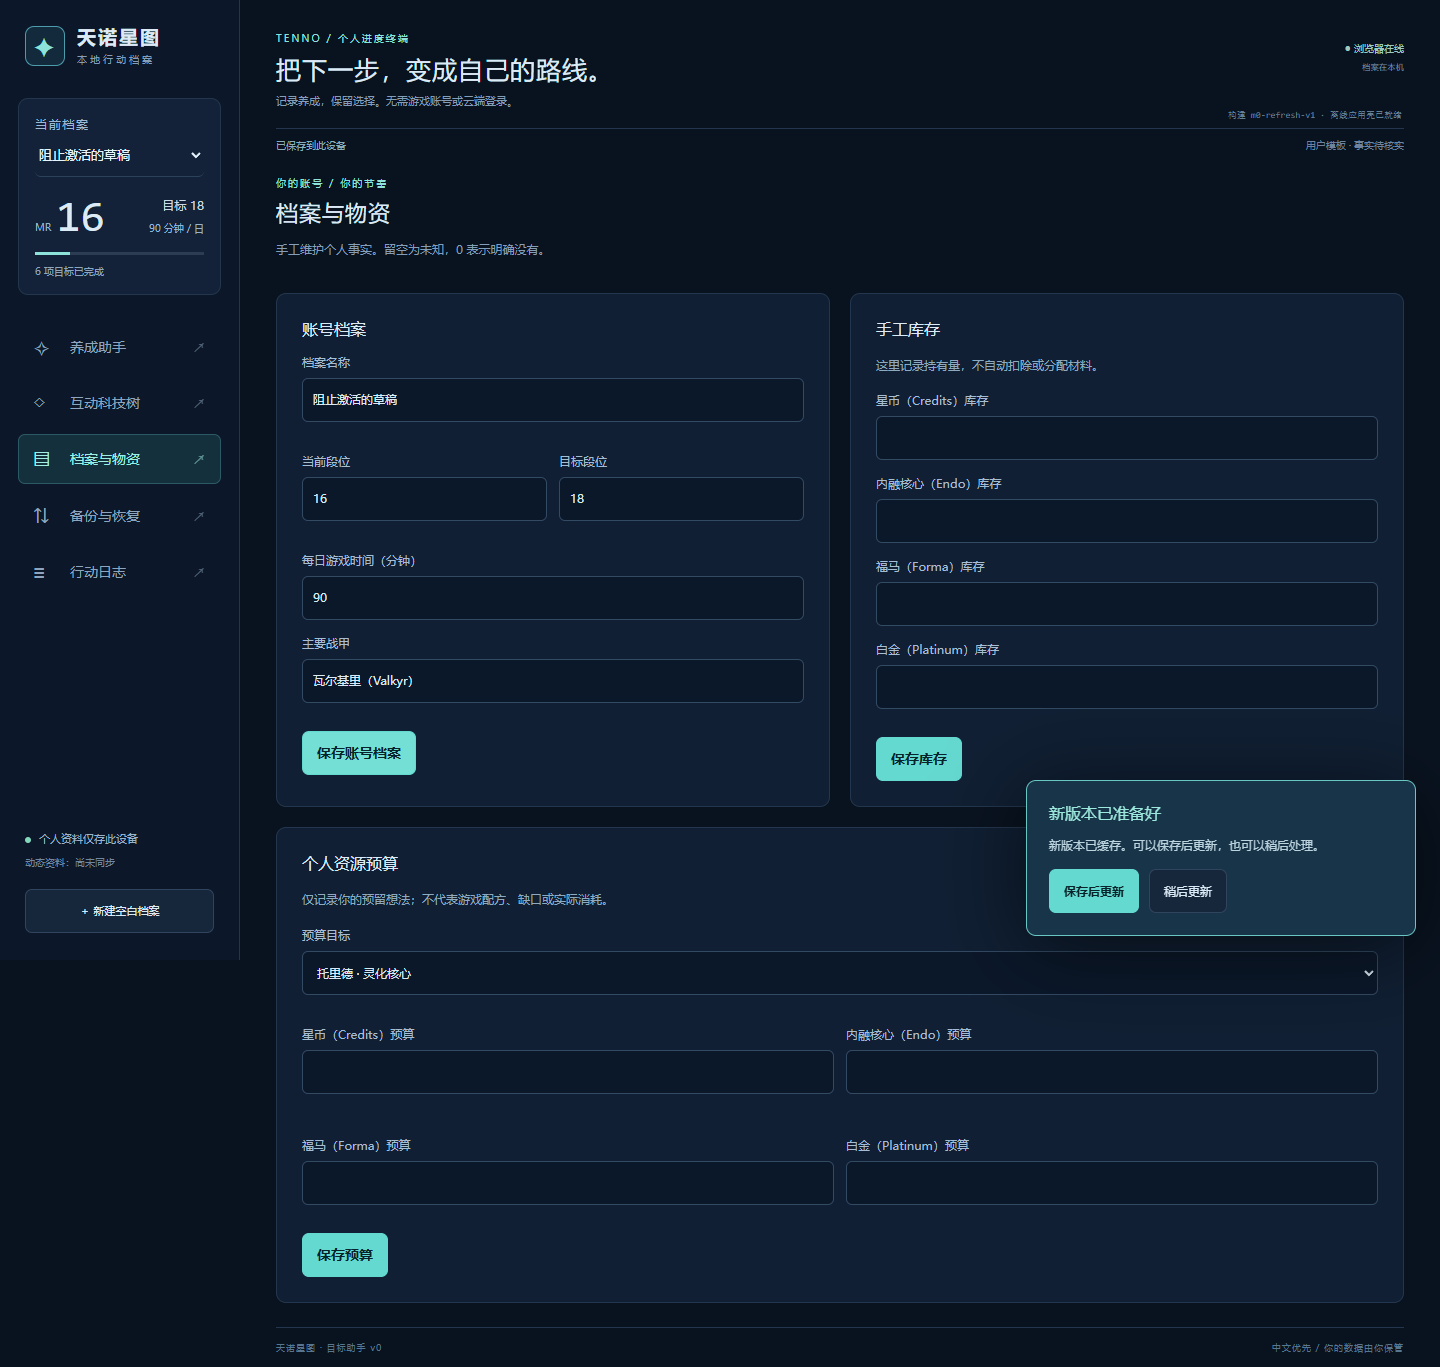 天诺星图
本地行动档案
当前档案
阻止激活的草稿
MR 16
目标 18
90 分钟 / 日
6 项目标已完成
养成助手
互动科技树
档案与物资
备份与恢复
行动日志
个人资料仅存此设备
动态资料：尚未同步
+ 新建空白档案
TENNO / 个人进度终端
把下一步，变成自己的路线。
记录养成，保留选择。无需游戏账号或云端登录。
浏览器在线
档案在本机
构建 m0-refresh-v1 · 离线应用壳已就绪
已保存到此设备
用户模板 · 事实待核实
你的账号 / 你的节奏
档案与物资
手工维护个人事实。留空为未知，0 表示明确没有。
账号档案
档案名称
阻止激活的草稿
当前段位
目标段位
16
18
每日游戏时间（分钟）
90
主要战甲
瓦尔基里（Valkyr）
保存账号档案
手工库存
这里记录持有量，不自动扣除或分配材料。
星币（Credits）库存
内融核心（Endo）库存
福马（Forma）库存
白金（Platinum）库存
保存库存
新版本已准备好
新版本已缓存。可以保存后更新，也可以稍后处理。
保存后更新
稍后更新
个人资源预算
仅记录你的预留想法；不代表游戏配方、缺口或实际消耗。
预算目标
托里德 · 灵化核心
星币（Credits）预算
内融核心（Endo）预算
福马（Forma）预算
白金（Platinum）预算
保存预算
天诺星图 · 目标助手 v0
中文优先 / 你的数据由你保管